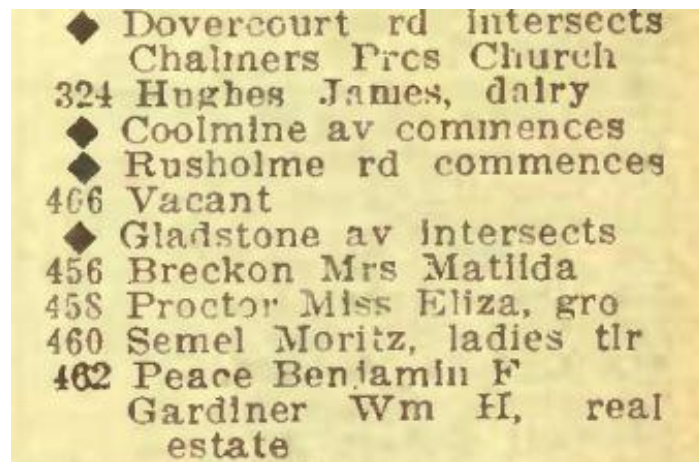 ◆ Dovercourt rd intersects
Chalmers Pres Church
324 Hughes James, dairy
◆ Coolmine av commences
◆ Rusholme rd commences
406 Vacant
◆ Gladstone av intersects
456 Breckon Mrs Matilda
458 Proctor Miss Eliza, gro
460 Semel Moritz, ladies tlr
462 Peace Benjamin F
Gardiner Wm H, real
estate